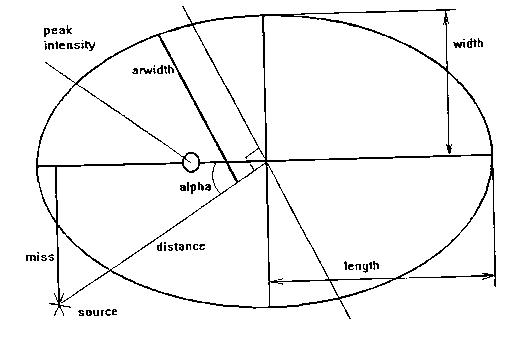 peak
intensity
arwidth
width
alpha
distance
miss
length
source